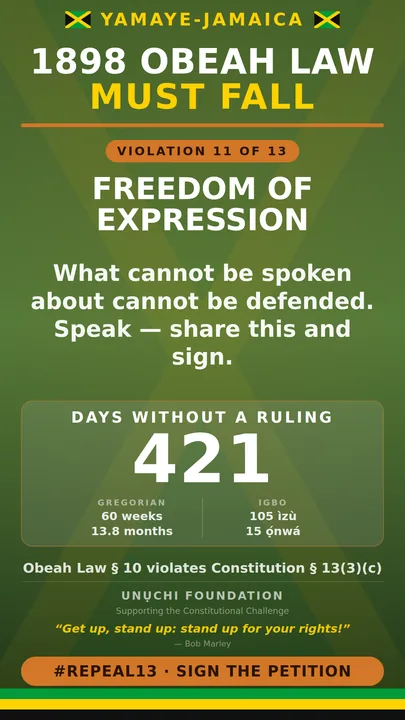 YAMAYE-JAMAICA
1898 OBEAH LAW
MUST FALL
VIOLATION 11 OF 13
FREEDOM OF
EXPRESSION
What cannot be spoken
about cannot be defended.
Speak — share this and
sign.
DAYS WITHOUT A RULING
421
GREGORIAN
60 weeks
13.8 months
IGBO
105 ìzù
15 ọ́nwá
Obeah Law § 10 violates Constitution § 13(3)(c)
UNỤCHI FOUNDATION
Supporting the Constitutional Challenge
“Get up, stand up: stand up for your rights!”
— Bob Marley
#REPEAL13 · SIGN THE PETITION